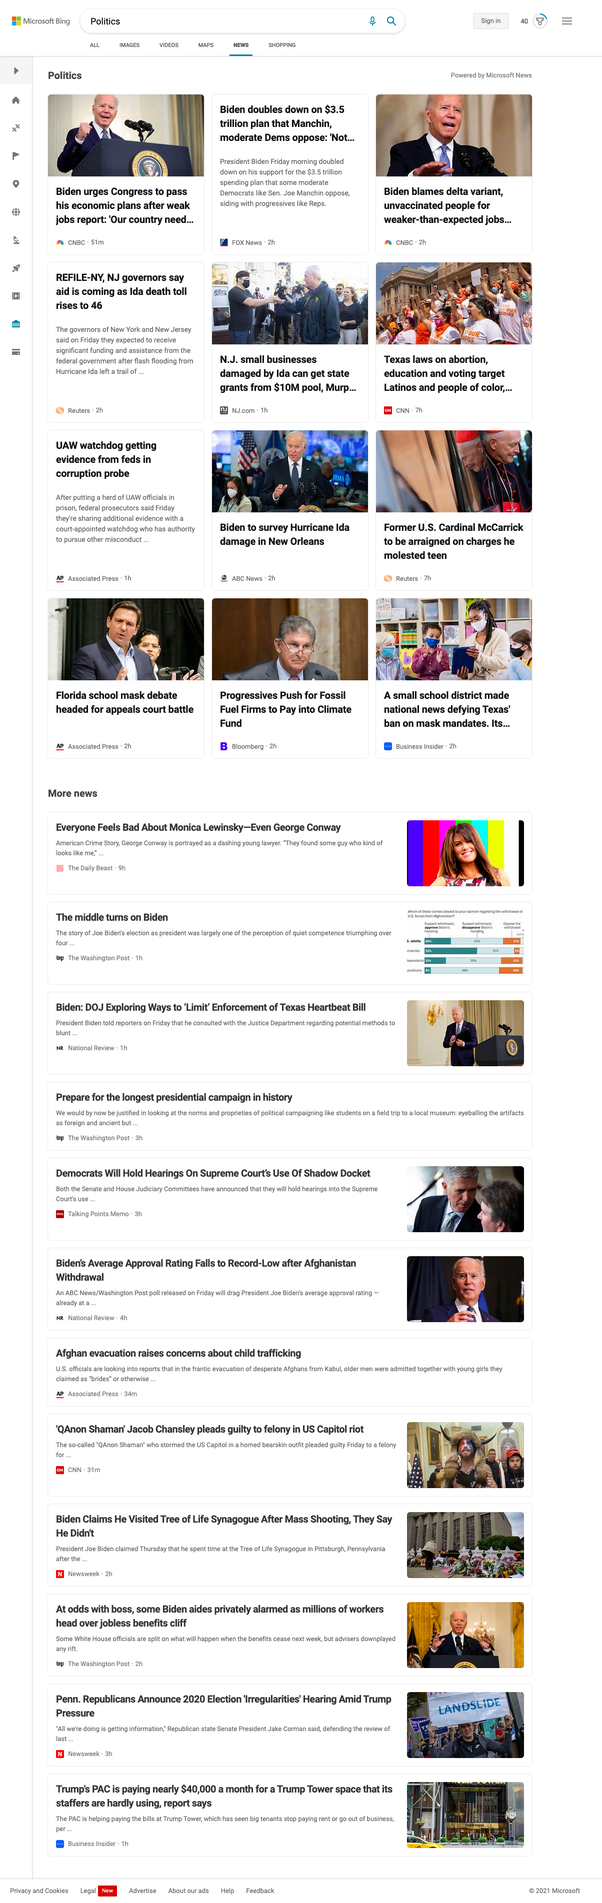 Microsoft Bing
Politics
Sign in
40
ALL IMAGES VIDEOS MAPS NEWS SHOPPING
Politics
Powered by Microsoft News
Biden urges Congress to pass
his economic plans after weak
jobs report: 'Our country need...
CNBC · 51m
Biden doubles down on $3.5
trillion plan that Manchin,
moderate Dems oppose: 'Not...
President Biden Friday morning doubled
down on his support for the $3.5 trillion
spending plan that some moderate
Democrats like Sen. Joe Manchin oppose,
siding with progressives like Reps.
FOX News · 2h
Biden blames delta variant,
unvaccinated people for
weaker-than-expected jobs...
CNBC · 2h
REFILE-NY, NJ governors say
aid is coming as Ida death toll
rises to 46
The governors of New York and New Jersey
said on Friday they expected to receive
significant funding and assistance from the
federal government after flash flooding from
Hurricane Ida left a trail of ...
Reuters · 2h
N.J. small businesses
damaged by Ida can get state
grants from $10M pool, Murp...
NJ.com · 1h
Texas laws on abortion,
education and voting target
Latinos and people of color,...
CNN · 7h
UAW watchdog getting
evidence from feds in
corruption probe
After putting a herd of UAW officials in
prison, federal prosecutors said Friday
they're sharing additional evidence with a
court-appointed watchdog who has authority
to pursue other misconduct ...
AP Associated Press · 1h
Biden to survey Hurricane Ida
damage in New Orleans
ABC News · 2h
Former U.S. Cardinal McCarrick
to be arraigned on charges he
molested teen
Reuters · 7h
Florida school mask debate
headed for appeals court battle
AP Associated Press · 2h
Progressives Push for Fossil
Fuel Firms to Pay into Climate
Fund
B Bloomberg · 2h
A small school district made
national news defying Texas'
ban on mask mandates. Its...
Business Insider · 2h
More news
Everyone Feels Bad About Monica Lewinsky—Even George Conway
American Crime Story, George Conway is portrayed as a dashing young lawyer. "They found some guy who kind of
looks like me," ...
The Daily Beast · 9h
The middle turns on Biden
The story of Joe Biden's election as president was largely one of the perception of quiet competence triumphing over
four ...
wp The Washington Post · 1h
Biden: DOJ Exploring Ways to 'Limit' Enforcement of Texas Heartbeat Bill
President Biden told reporters on Friday that he consulted with the Justice Department regarding potential methods to
blunt ...
NR National Review · 1h
Prepare for the longest presidential campaign in history
We would by now be justified in looking at the norms and proprieties of political campaigning like students on a field trip to a local museum: eyeballing the artifacts
as foreign and ancient but ...
wp The Washington Post · 3h
Democrats Will Hold Hearings On Supreme Court's Use Of Shadow Docket
Both the Senate and House Judiciary Committees have announced that they will hold hearings into the Supreme
Court's use ...
Talking Points Memo · 3h
Biden's Average Approval Rating Falls to Record-Low after Afghanistan
Withdrawal
An ABC News/Washington Post poll released on Friday will drag President Joe Biden's average approval rating —
already at a ...
NR National Review · 4h
Afghan evacuation raises concerns about child trafficking
U.S. officials are looking into reports that in the frantic evacuation of desperate Afghans from Kabul, older men were admitted together with young girls they
claimed as "brides" or otherwise ...
AP Associated Press · 34m
'QAnon Shaman' Jacob Chansley pleads guilty to felony in US Capitol riot
The so-called "QAnon Shaman" who stormed the US Capitol in a horned bearskin outfit pleaded guilty Friday to a felony
for ...
CNN · 31m
Biden Claims He Visited Tree of Life Synagogue After Mass Shooting, They Say
He Didn't
President Joe Biden claimed Thursday that he spent time at the Tree of Life Synagogue in Pittsburgh, Pennsylvania
after the ...
N Newsweek · 2h
At odds with boss, some Biden aides privately alarmed as millions of workers
head over jobless benefits cliff
Some White House officials are split on what will happen when the benefits cease next week, but advisers downplayed
any rift.
wp The Washington Post · 2h
Penn. Republicans Announce 2020 Election 'Irregularities' Hearing Amid Trump
Pressure
"All we're doing is getting information," Republican state Senate President Jake Corman said, defending the review of
last ...
N Newsweek · 3h
LANDSLIDE
Trump's PAC is paying nearly $40,000 a month for a Trump Tower space that its
staffers are hardly using, report says
The PAC is helping paying the bills at Trump Tower, which has seen big tenants stop paying rent or go out of business,
per ...
Business Insider · 1h
Privacy and Cookies Legal New Advertise About our ads Help Feedback © 2021 Microsoft